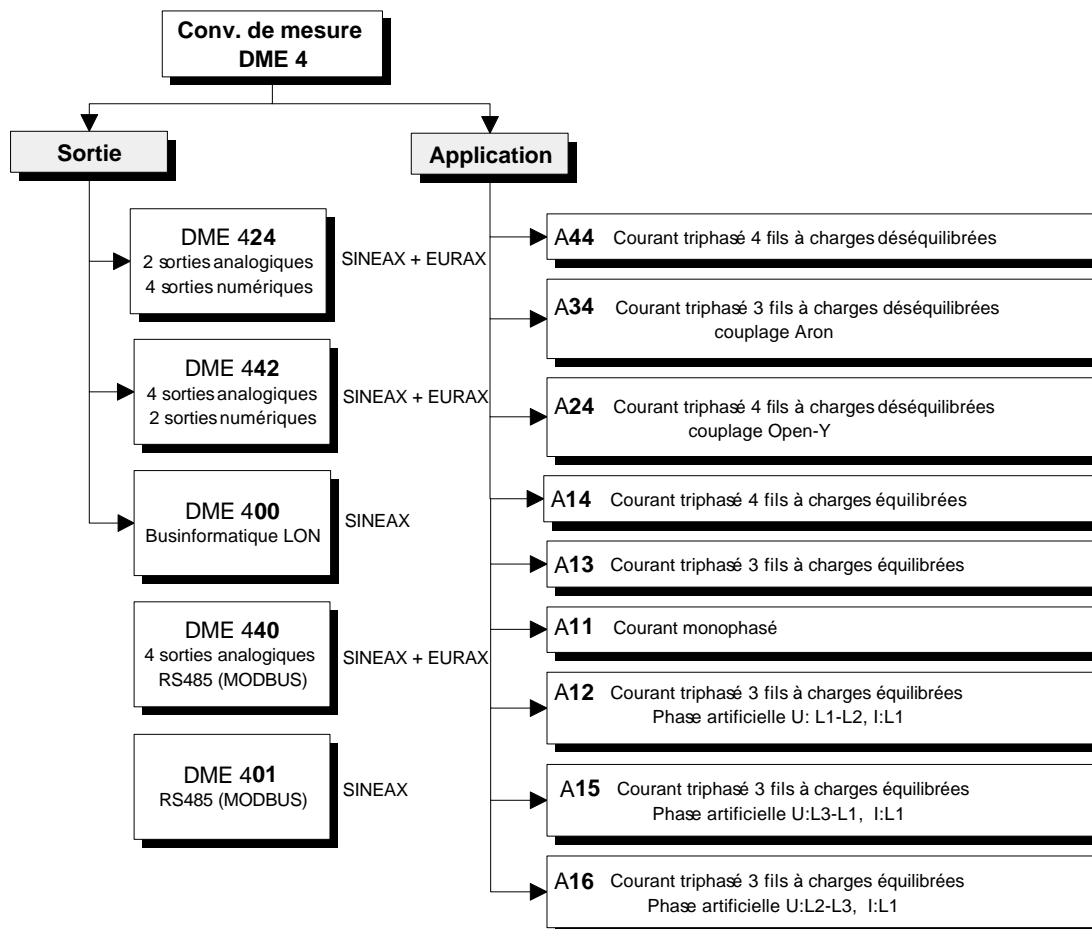 Conv. de mesure
DME 4
Sortie
Application
DME 424
2 sorties analogiques
4 sorties numériques
SINEAX + EURAX
DME 442
4 sorties analogiques
2 sorties numériques
SINEAX + EURAX
DME 400
Businformatique LON
SINEAX
DME 440
4 sorties analogiques
RS485 (MODBUS)
SINEAX + EURAX
DME 401
RS485 (MODBUS)
SINEAX
A44 Courant triphasé 4 fils à charges déséquilibrées
A34 Courant triphasé 3 fils à charges déséquilibrées
couplage Aron
A24 Courant triphasé 4 fils à charges déséquilibrées
couplage Open-Y
A14 Courant triphasé 4 fils à charges équilibrées
A13 Courant triphasé 3 fils à charges équilibrées
A11 Courant monophasé
A12 Courant triphasé 3 fils à charges équilibrées
Phase artificielle U: L1-L2, I:L1
A15 Courant triphasé 3 fils à charges équilibrées
Phase artificielle U:L3-L1, I:L1
A16 Courant triphasé 3 fils à charges équilibrées
Phase artificielle U:L2-L3, I:L1